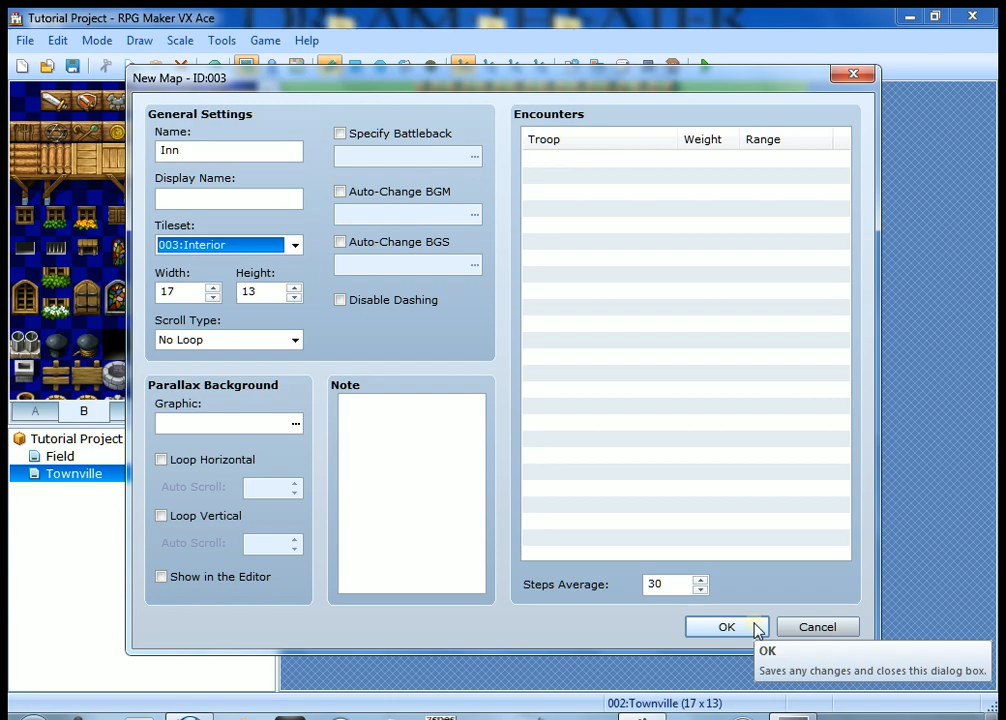 Tutorial Project - RPG Maker VX Ace
File Edit Mode Draw Scale Tools Game Help
New Map - ID:003
General Settings
Name:
Inn
Display Name:
Tileset:
003:Interior
Width: Height:
17 13
Scroll Type:
No Loop
Specify Battleback
...
Auto-Change BGM
...
Auto-Change BGS
...
Disable Dashing
Parallax Background
Graphic:
...
Loop Horizontal
Auto Scroll:
Loop Vertical
Auto Scroll:
Show in the Editor
Note
Encounters
Troop Weight Range
Steps Average: 30
OK Cancel
OK
Saves any changes and closes this dialog box.
A B
Tutorial Project
Field
Townville
002:Townville (17 x 13)